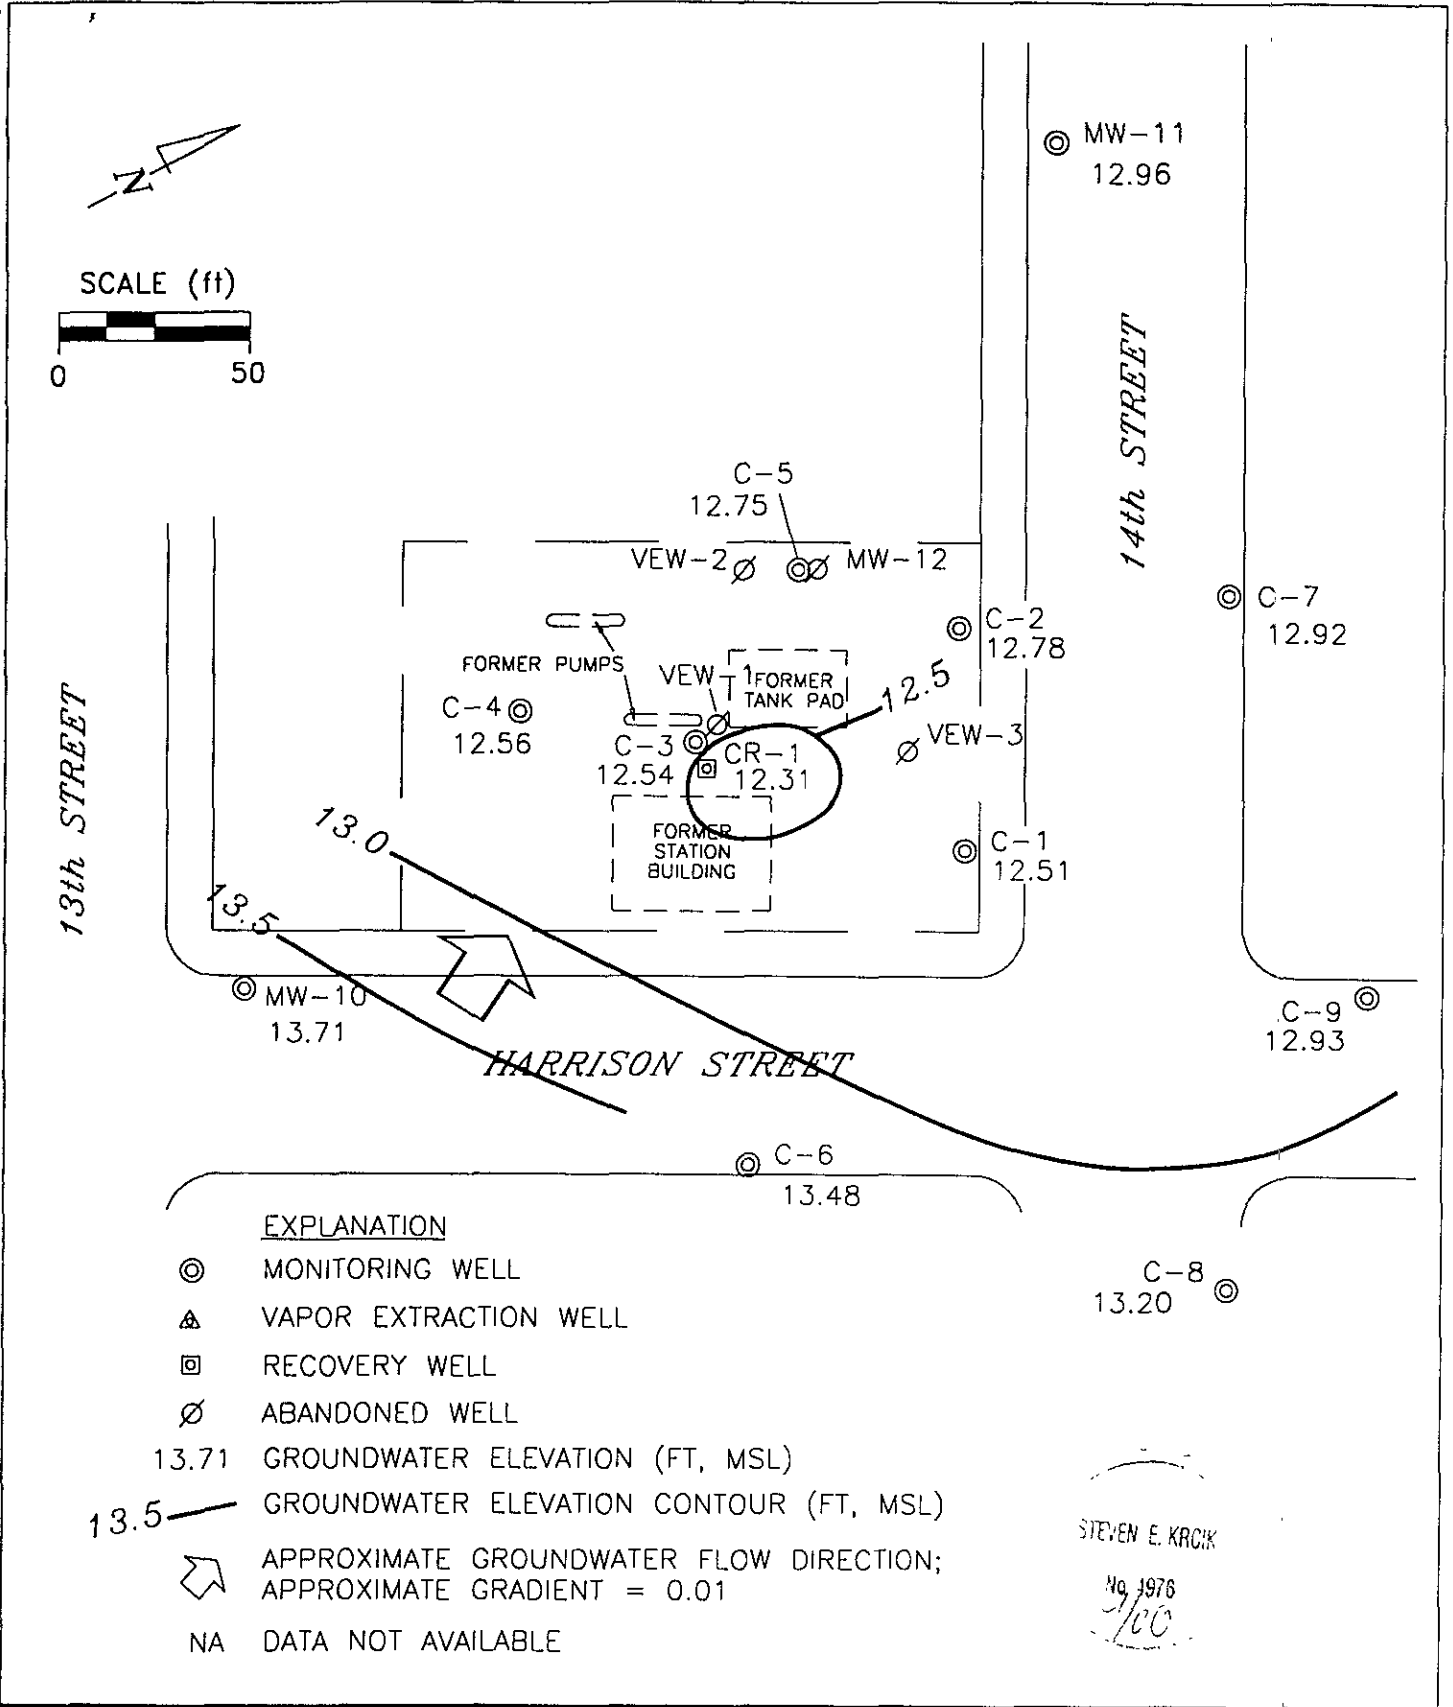 MW-11
12.96
N
SCALE (ft)
0 50
14th STREET
C-5
12.75
VEW-2
MW-12
C-7
12.92
C-2
12.78
FORMER PUMPS
VEW-1
FORMER
TANK PAD
12.5
C-4
12.56
C-3
12.54
CR-1
12.31
VEW-3
13th STREET
13.0
FORMER
STATION
BUILDING
C-1
12.51
13.5
MW-10
13.71
C-9
12.93
HARRISON STREET
C-6
13.48
C-8
13.20
EXPLANATION
MONITORING WELL
VAPOR EXTRACTION WELL
RECOVERY WELL
ABANDONED WELL
13.71 GROUNDWATER ELEVATION (FT, MSL)
13.5 GROUNDWATER ELEVATION CONTOUR (FT, MSL)
APPROXIMATE GROUNDWATER FLOW DIRECTION;
APPROXIMATE GRADIENT = 0.01
NA DATA NOT AVAILABLE
STEVEN E. KRCIK
No. 4976